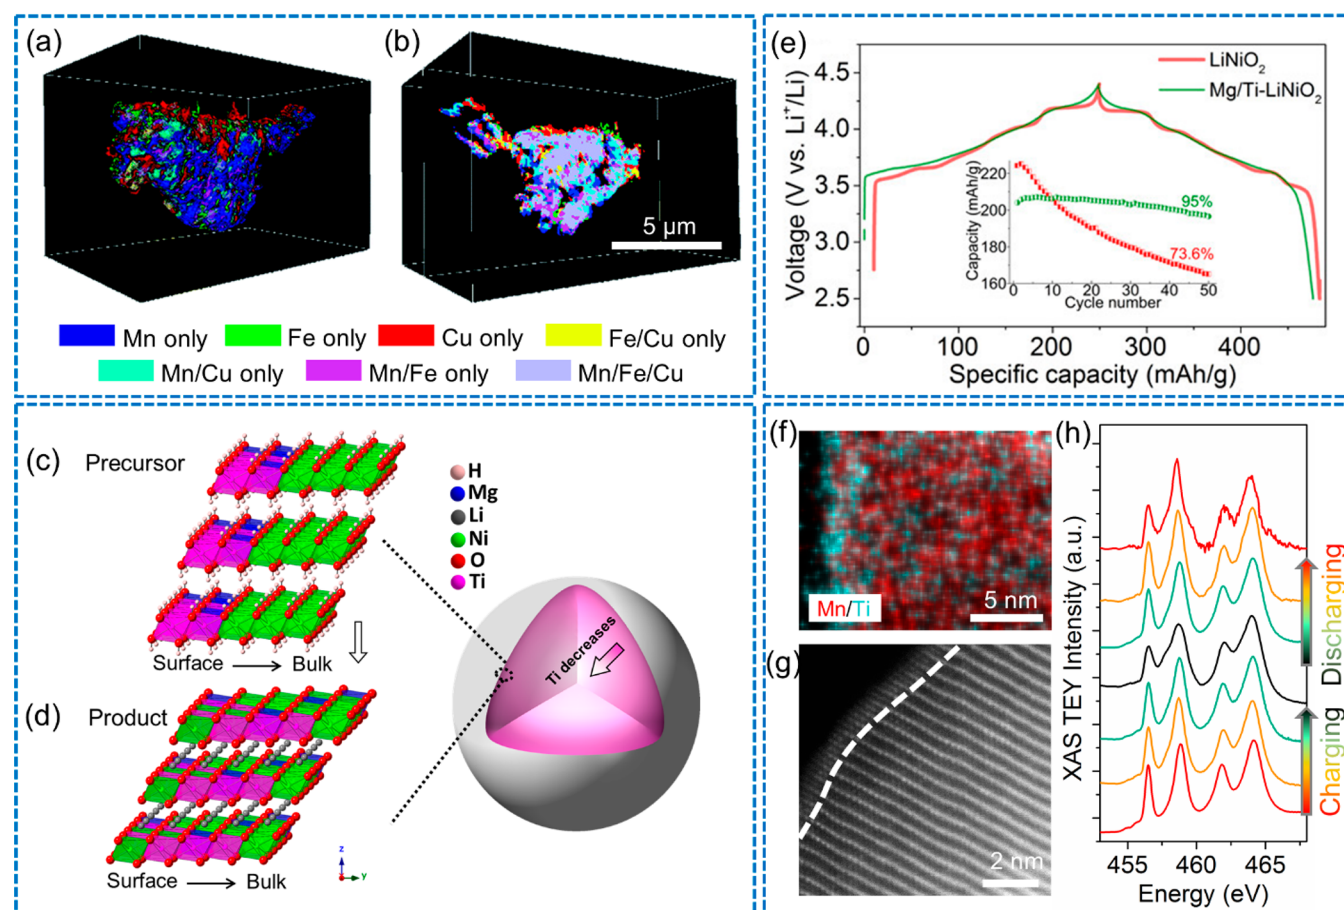 (a)
(b)
5 µm
Mn only
Fe only
Cu only
Fe/Cu only
Mn/Cu only
Mn/Fe only
Mn/Fe/Cu
(e)
LiNiO₂
Mg/Ti-LiNiO₂
Voltage (V vs. Li⁺/Li)
4.5
4.0
3.5
3.0
2.5
0
100
200
300
400
Specific capacity (mAh/g)
Capacity (mAh/g)
220
200
180
160
0
10
20
30
40
50
Cycle number
95%
73.6%
(c)
Precursor
Surface
Bulk
H
Mg
Li
Ni
O
Ti
Ti decreases
(d)
Product
Surface
Bulk
z
y
(f)
Mn/Ti
5 nm
(g)
2 nm
(h)
XAS TEY Intensity (a.u.)
455
460
465
Energy (eV)
Charging
Discharging